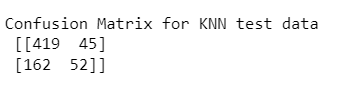 Confusion Matrix for KNN test data
[[419  45]
[162  52]]